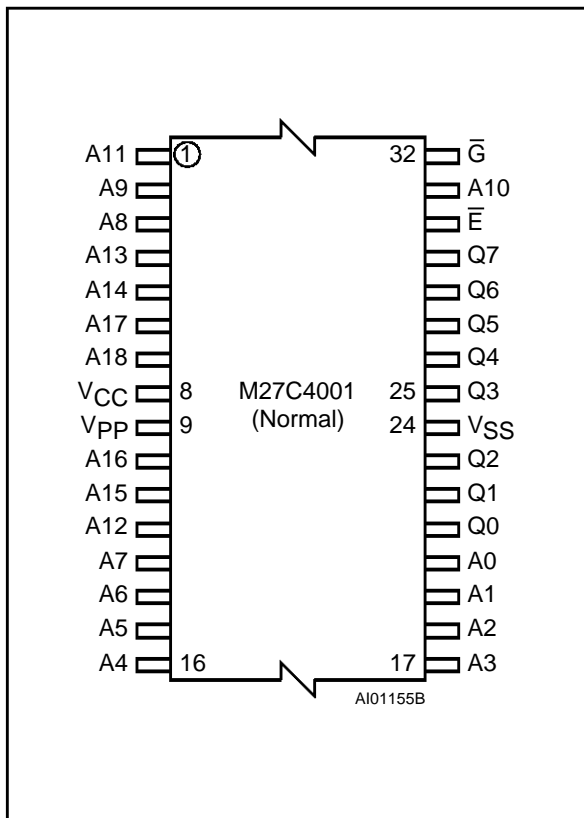 A11 1 32 G̅
A9 A10
A8 E̅
A13 Q7
A14 Q6
A17 Q5
A18 Q4
VCC 8 M27C4001 25 Q3
VPP 9 (Normal) 24 VSS
A16 Q2
A15 Q1
A12 Q0
A7 A0
A6 A1
A5 A2
A4 16 17 A3
AI01155B